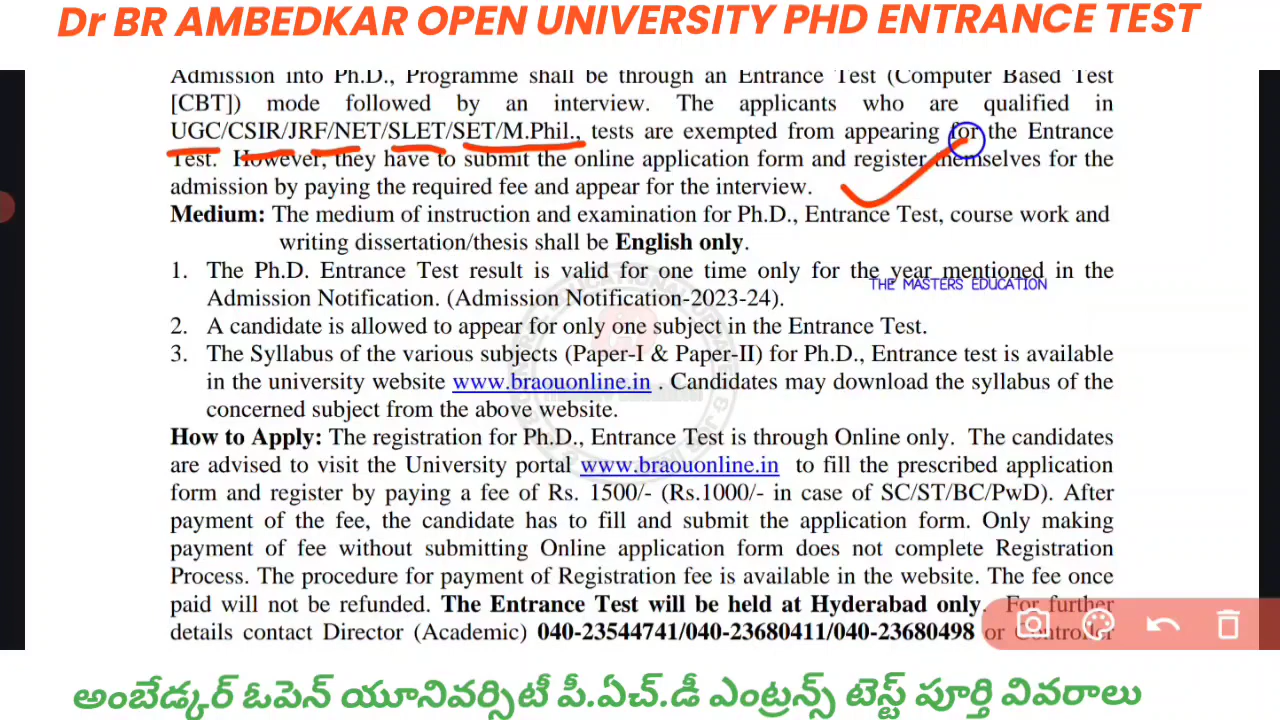 Dr BR AMBEDKAR OPEN UNIVERSITY PHD ENTRANCE TEST
Admission into Ph.D., Programme shall be through an Entrance Test (Computer Based Test
[CBT]) mode followed by an interview. The applicants who are qualified in
UGC/CSIR/JRF/NET/SLET/SET/M.Phil., tests are exempted from appearing for the Entrance
Test. However, they have to submit the online application form and register themselves for the
admission by paying the required fee and appear for the interview.
Medium: The medium of instruction and examination for Ph.D., Entrance Test, course work and
writing dissertation/thesis shall be English only.
1. The Ph.D. Entrance Test result is valid for one time only for the year mentioned in the
THE MASTERS EDUCATION
Admission Notification. (Admission Notification-2023-24).
2. A candidate is allowed to appear for only one subject in the Entrance Test.
3. The Syllabus of the various subjects (Paper-I & Paper-II) for Ph.D., Entrance test is available
in the university website www.braouonline.in . Candidates may download the syllabus of the
concerned subject from the above website.
How to Apply: The registration for Ph.D., Entrance Test is through Online only. The candidates
are advised to visit the University portal www.braouonline.in to fill the prescribed application
form and register by paying a fee of Rs. 1500/- (Rs.1000/- in case of SC/ST/BC/PwD). After
payment of the fee, the candidate has to fill and submit the application form. Only making
payment of fee without submitting Online application form does not complete Registration
Process. The procedure for payment of Registration fee is available in the website. The fee once
paid will not be refunded. The Entrance Test will be held at Hyderabad only. For further
details contact Director (Academic) 040-23544741/040-23680411/040-23680498 or Controller
అంబేడ్కర్ ఓపెన్ యూనివర్సిటీ పీ.ఏచ్.డీ ఎంట్రన్స్ టెస్ట్ పూర్తి వివరాలు